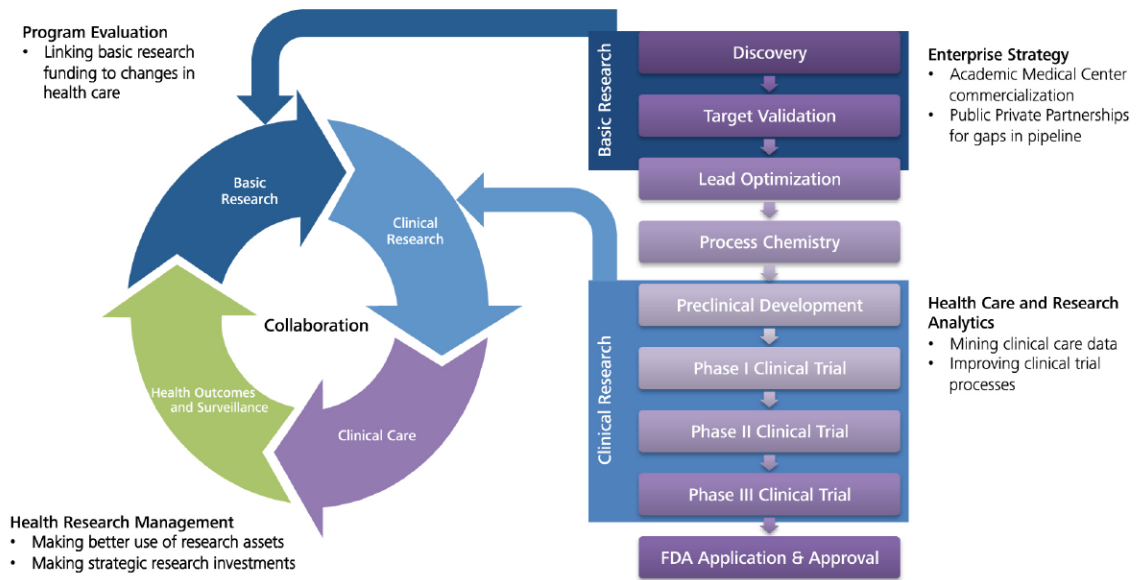 Program Evaluation
• Linking basic research
funding to changes in
health care
Basic
Research
Clinical
Research
Collaboration
Health Outcomes
and Surveillance
Clinical Care
Health Research Management
• Making better use of research assets
• Making strategic research investments
Basic Research
Discovery
Target Validation
Lead Optimization
Process Chemistry
Clinical Research
Preclinical Development
Phase I Clinical Trial
Phase II Clinical Trial
Phase III Clinical Trial
FDA Application & Approval
Enterprise Strategy
• Academic Medical Center
commercialization
• Public Private Partnerships
for gaps in pipeline
Health Care and Research
Analytics
• Mining clinical care data
• Improving clinical trial
processes